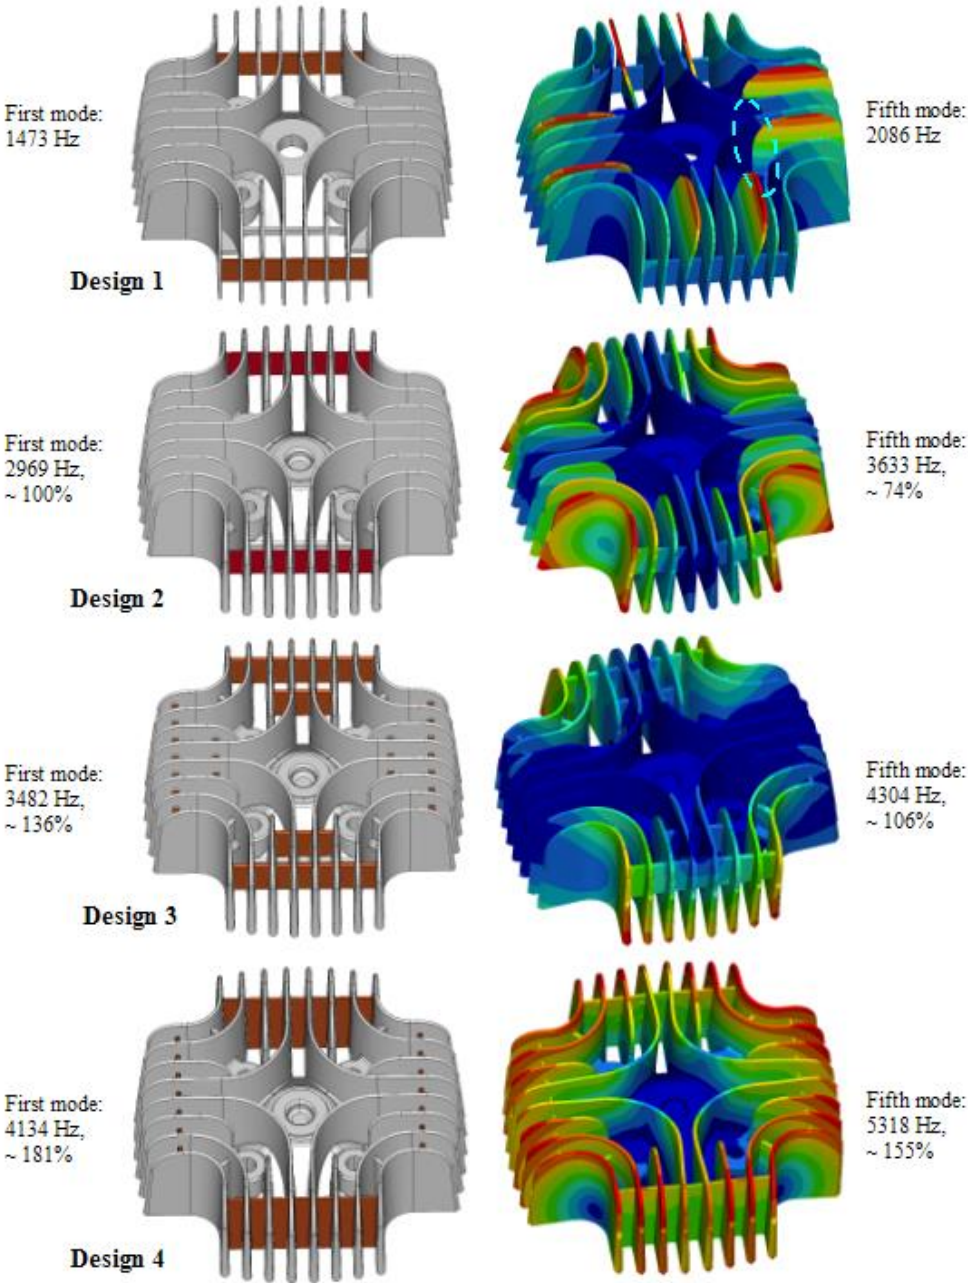 First mode:
1473 Hz
Fifth mode:
2086 Hz
Design 1
First mode:
2969 Hz,
~ 100%
Fifth mode:
3633 Hz,
~ 74%
Design 2
First mode:
3482 Hz,
~ 136%
Fifth mode:
4304 Hz,
~ 106%
Design 3
First mode:
4134 Hz,
~ 181%
Fifth mode:
5318 Hz,
~ 155%
Design 4